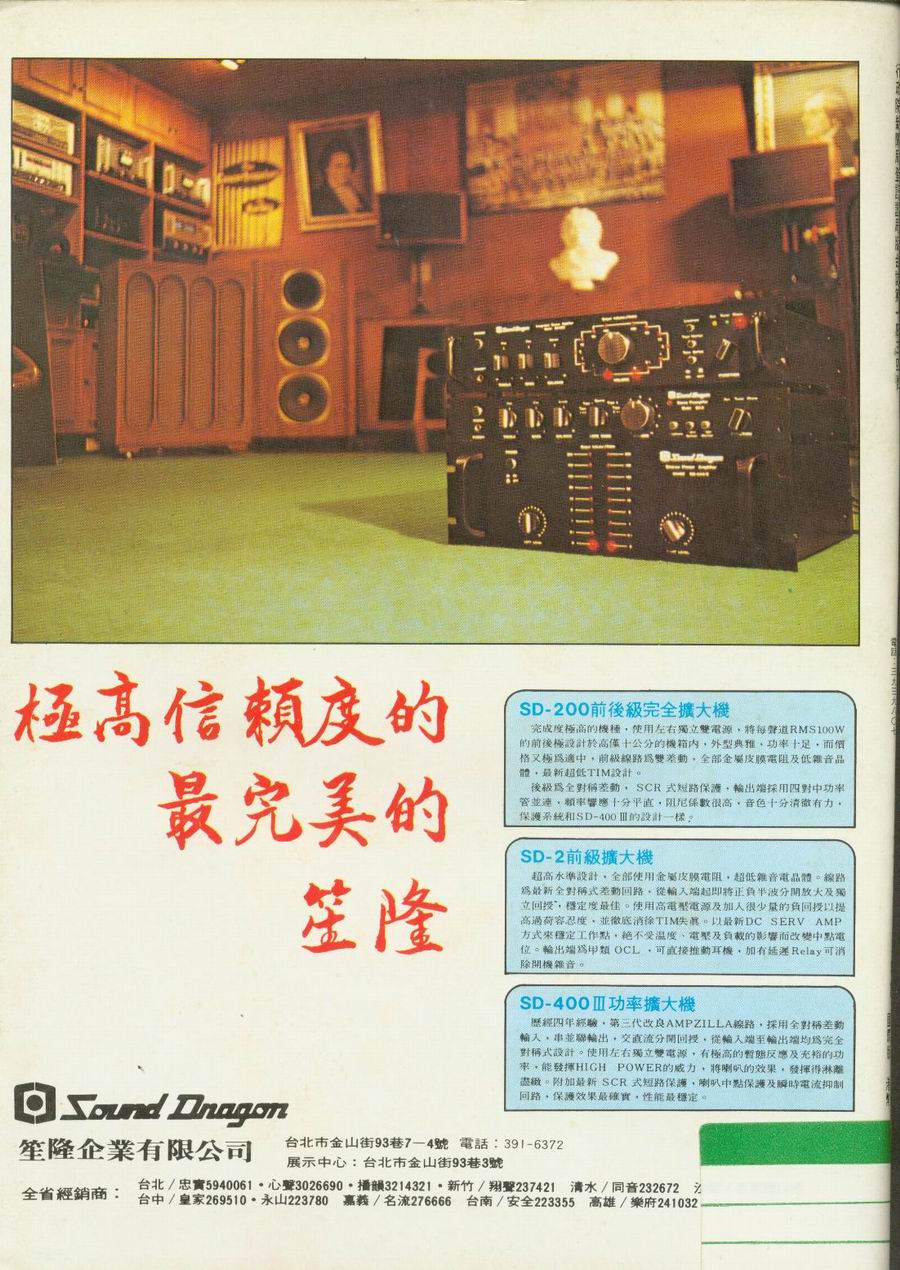 極高信賴度的
最完美的
笙隆
SD-200前後級完全擴大機
完成度極高的機種，使用左右獨立雙電源，將每聲道RMS100W
的前後極設計於高僅十公分的機箱內，外型典雅，功率十足，而價
格又極爲適中，前級線路爲雙差動，全部金屬皮膜電阻及低雜音晶
體，最新超低TIM設計。
後級爲全對稱差動， SCR 式短路保護，輸出端採用四對中功率
管並連，頻率響應十分平直，阻尼係數很高，音色十分清徹有力，
保護系統和SD-400 Ⅲ的設計一樣。
SD-2前級擴大機
超高水準設計，全部使用金屬皮膜電阻，超低雜音電晶體。線路
爲最新全對稱式差動回路，從輸入端起即將正負半波分開放大及獨
立回授，穩定度最佳。使用高電壓電源及加入很少量的負回授以提
高過荷容忍度，並徹底消徐TIM失眞。以最新DC SERV AMP
方式來穩定工作點，絶不受温度、電壓及負載的影響而改變中點電
位。輸出端爲甲類 OCL ，可直接推動耳機，加有延遲Relay可消
除開機雜音。
SD-400Ⅲ功率擴大機
歷經四年經驗，第三代改良AMPZILLA線路，採用全對稱差動
輸入，串並聯輸出，交直流分開回授，從輸入端至輸出端均爲完全
對稱式設計。使用左右獨立雙電源，有極高的暫態反應及充裕的功
率，能發揮HIGH POWER的威力，將喇叭的效果，發揮得淋離
盡緻。附加最新 SCR 式短路保護，喇叭中點保護及瞬時電流抑制
回路，保護效果最確實，性能最穩定。
Sound Dragon
笙隆企業有限公司
台北市金山街93巷7—4號 電話：391-6372
展示中心：台北市金山街93巷3號
全省經銷商：
台北／忠實5940061・心聲3026690・播韻3214321・新竹／翔聲237421 清水／同音232672
台中／皇家269510・永山223780 嘉義／名流276666 台南／安全223355 高雄／樂府241032
Sound Dragon
Sound Dragon
Sound Dragon
Stereo Power Amplifier